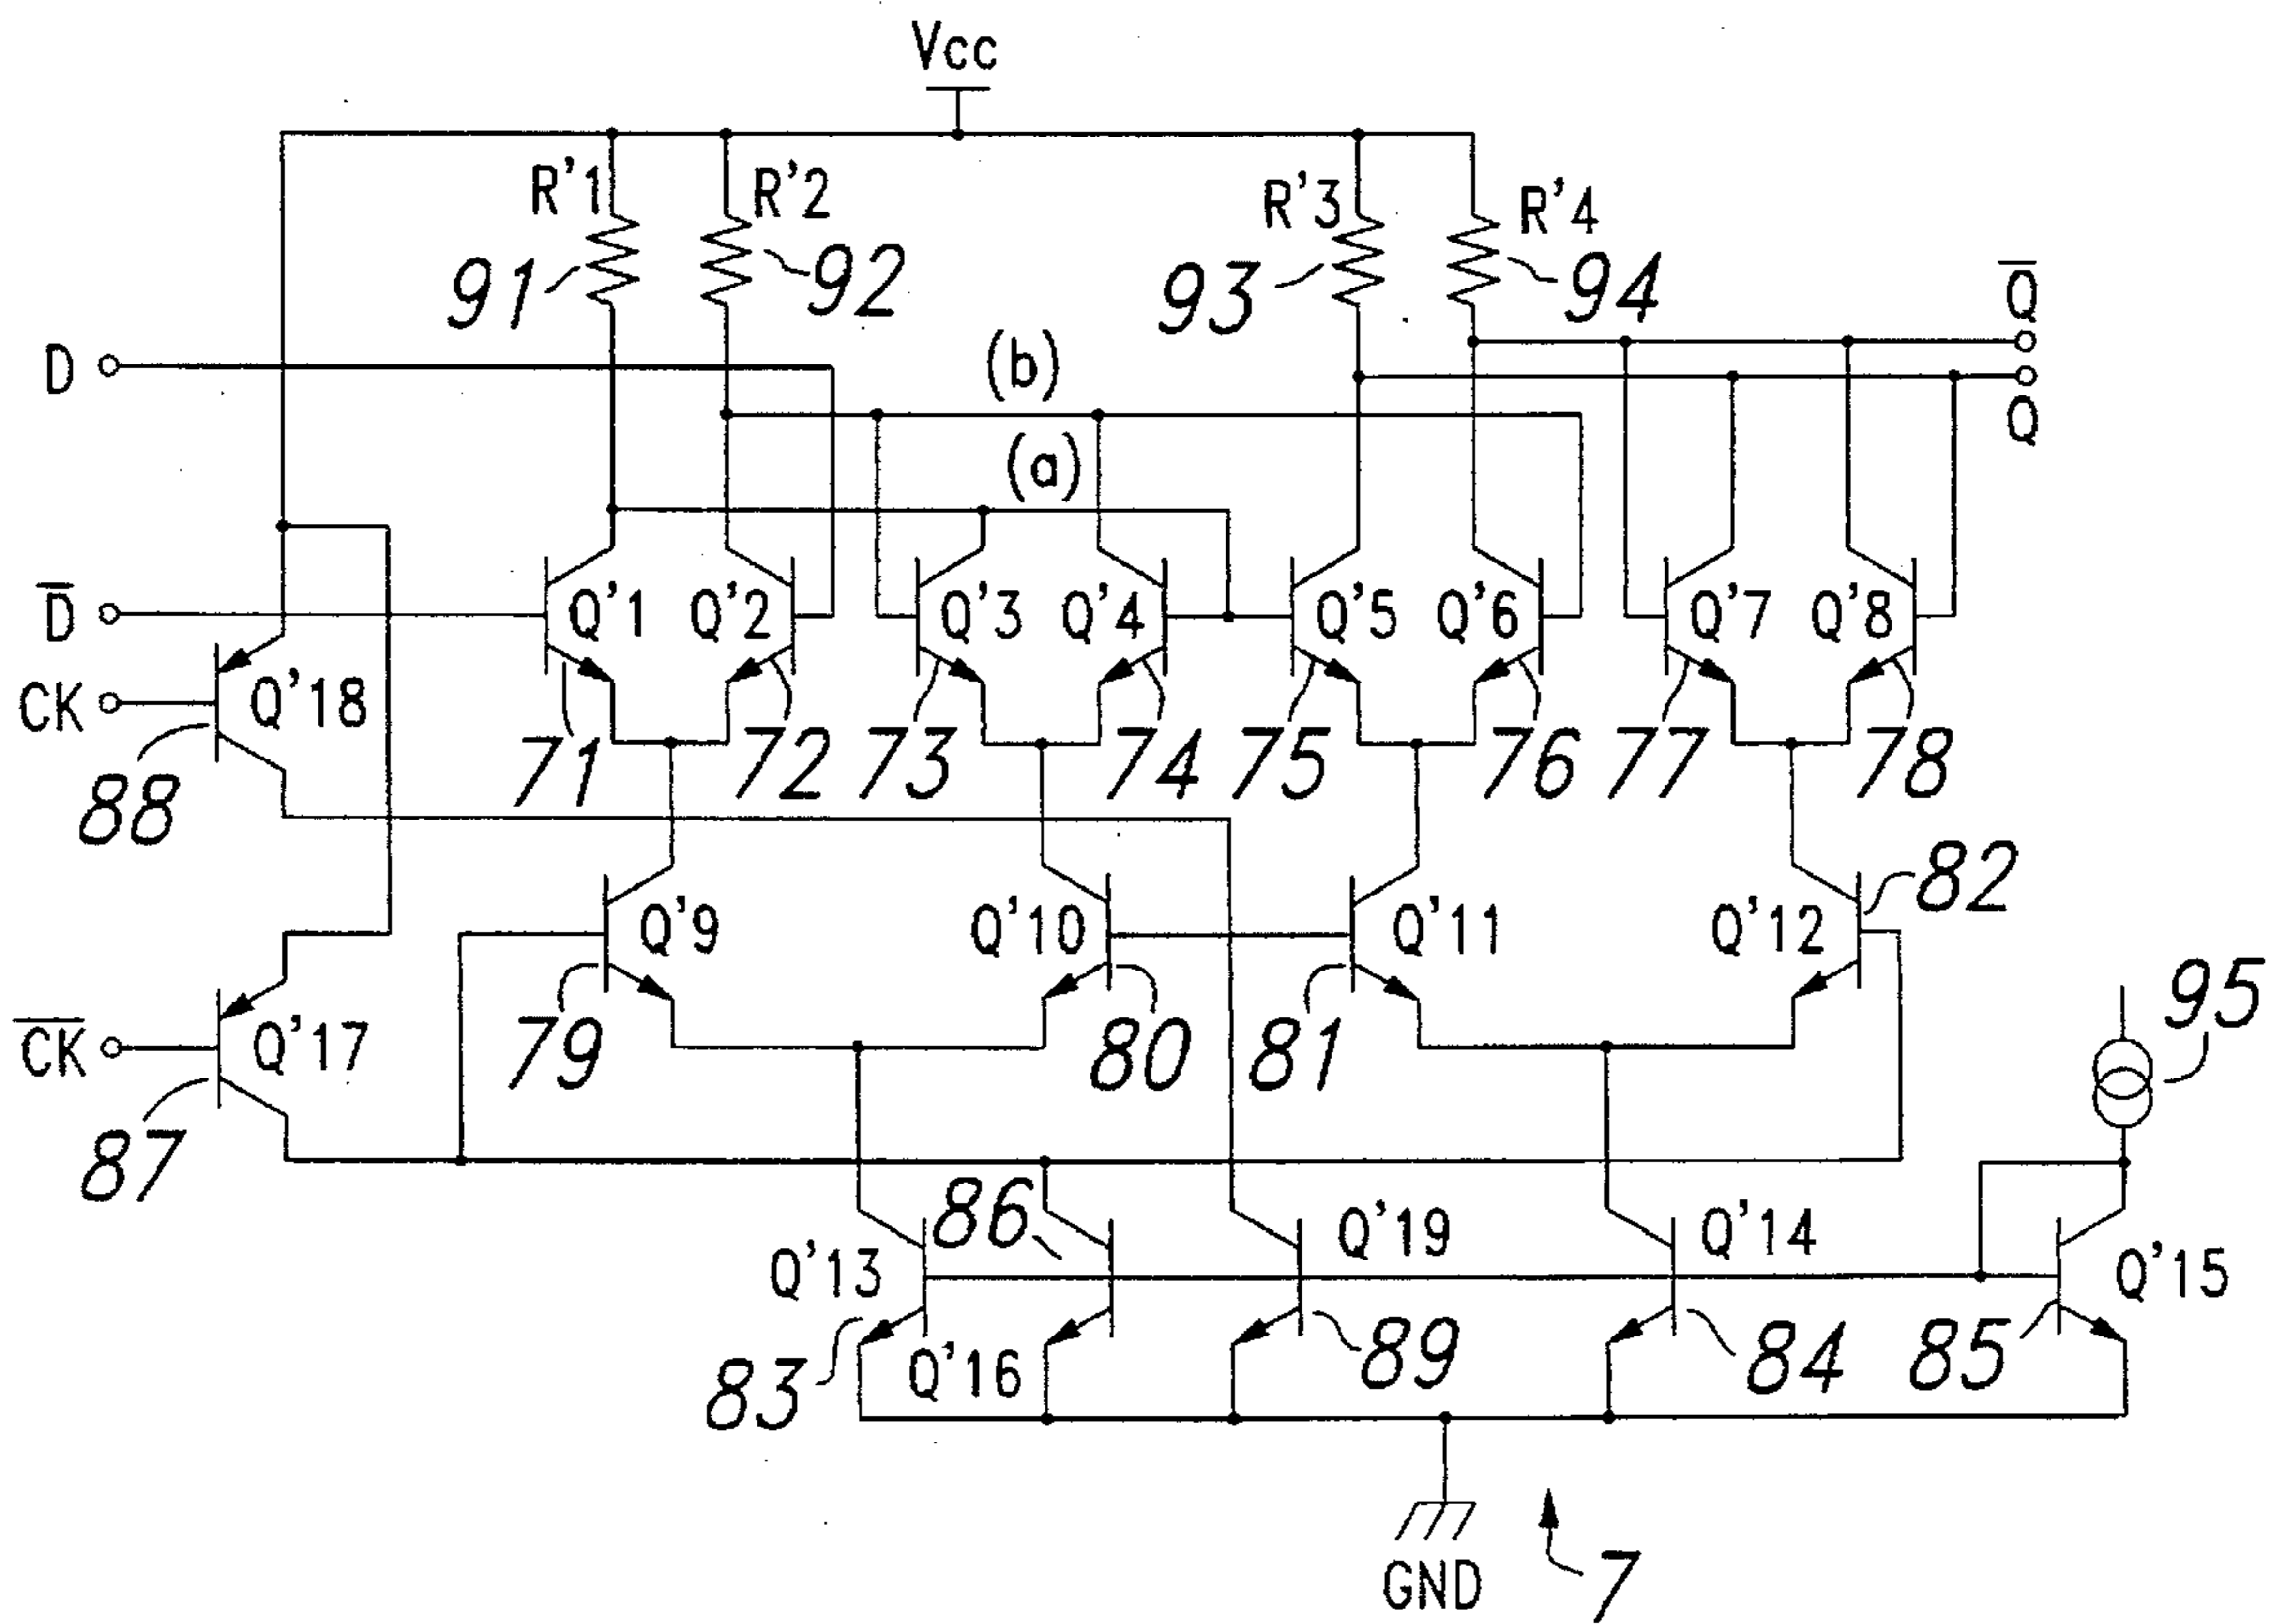 Vcc
R'1
R'2
R'3
R'4
91
92
93
94
Q̅
D
(b)
Q
(a)
D̅
Q'1
Q'2
Q'3
Q'4
Q'5
Q'6
Q'7
Q'8
CK
Q'18
71
72
73
74
75
76
77
78
88
82
Q'9
Q'10
Q'11
Q'12
95
C̅K̅
Q'17
79
80
81
87
86
Q'19
Q'14
Q'13
Q'15
83
Q'16
89
84
85
GND
7